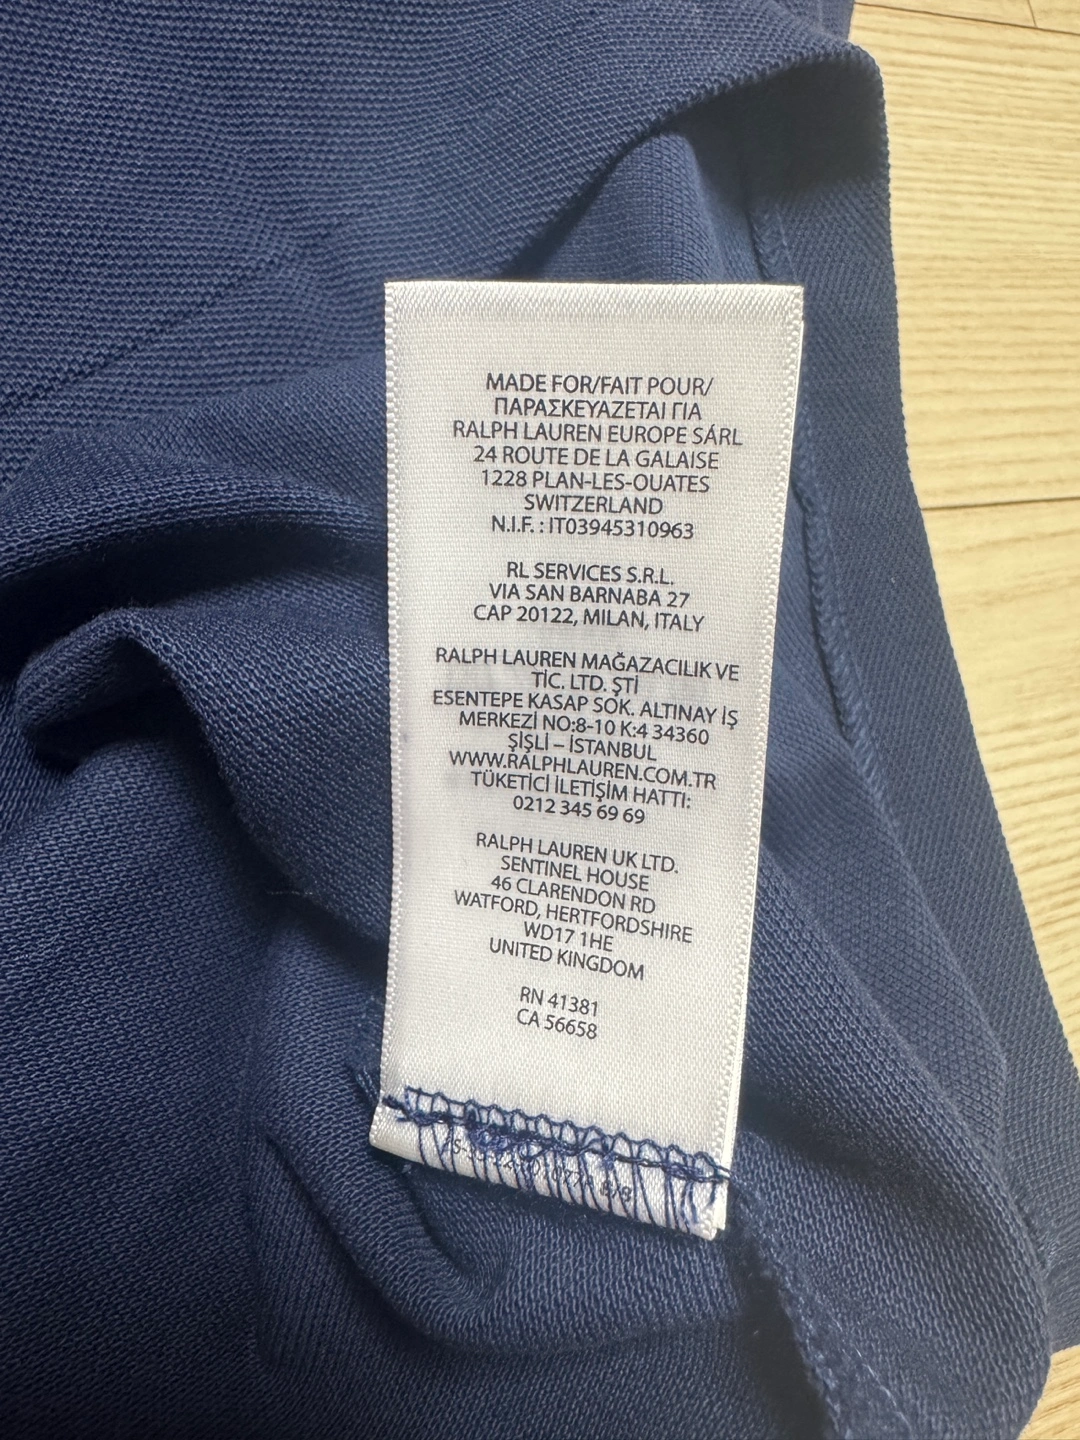 MADE FOR/FAIT POUR/
ΠΑΡΑΣΚΕΥΑΖΕΤΑΙ ΓΙΑ
RALPH LAUREN EUROPE SÁRL
24 ROUTE DE LA GALAISE
1228 PLAN-LES-OUATES
SWITZERLAND
N.I.F. : IT03945310963
RL SERVICES S.R.L.
VIA SAN BARNABA 27
CAP 20122, MILAN, ITALY
RALPH LAUREN MAĞAZACILIK VE
TİC. LTD. ŞTİ
ESENTEPE KASAP SOK. ALTINAY İŞ
MERKEZİ NO:8-10 K:4 34360
ŞİŞLİ – İSTANBUL
WWW.RALPHLAUREN.COM.TR
TÜKETİCİ İLETİŞİM HATTI:
0212 345 69 69
RALPH LAUREN UK LTD.
SENTINEL HOUSE
46 CLARENDON RD
WATFORD, HERTFORDSHIRE
WD17 1HE
UNITED KINGDOM
RN 41381
CA 56658